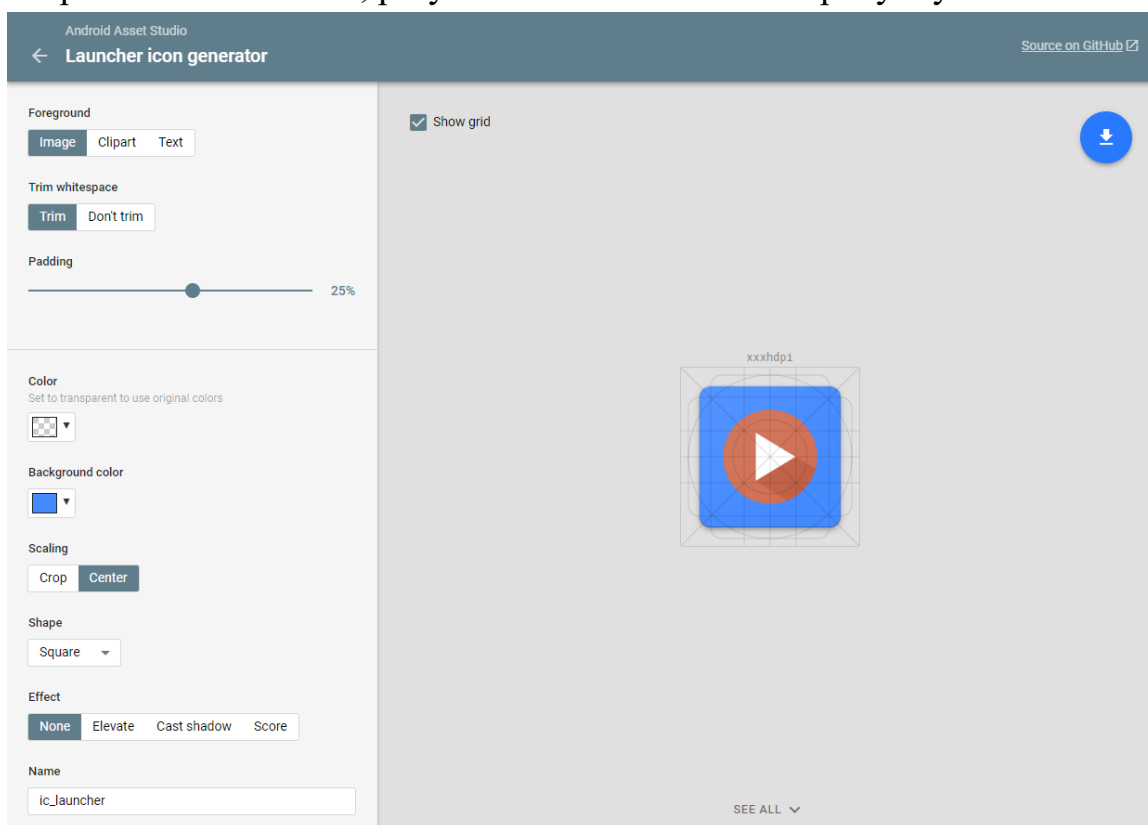 Android Asset Studio
Launcher icon generator
Source on GitHub
Foreground
Image Clipart Text
Trim whitespace
Trim Don't trim
Padding
25%
Color
Set to transparent to use original colors
Background color
Scaling
Crop Center
Shape
Square
Effect
None Elevate Cast shadow Score
Name
ic_launcher
Show grid
xxxhdpi
SEE ALL